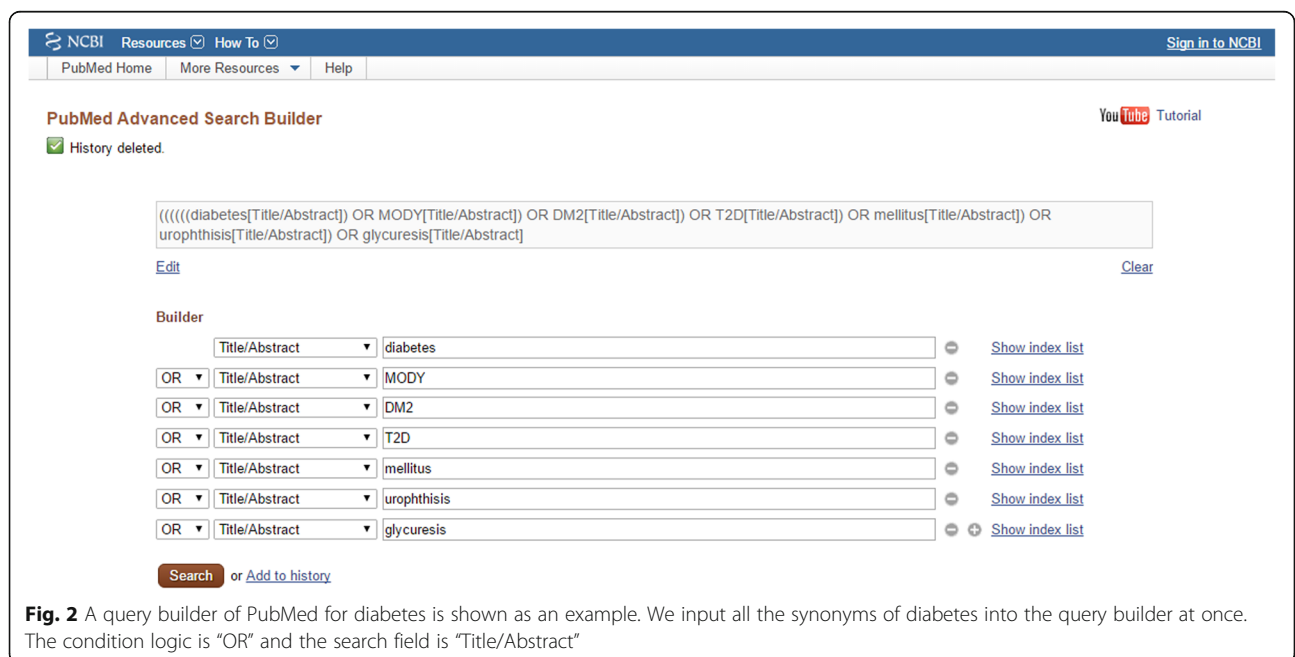 NCBI Resources How To Sign in to NCBI
PubMed Home More Resources Help
PubMed Advanced Search Builder
You Tube Tutorial
History deleted.
((((((diabetes[Title/Abstract]) OR MODY[Title/Abstract]) OR DM2[Title/Abstract]) OR T2D[Title/Abstract]) OR mellitus[Title/Abstract]) OR
urophthisis[Title/Abstract]) OR glycuresis[Title/Abstract]
Edit Clear
Builder
Title/Abstract diabetes Show index list
OR Title/Abstract MODY Show index list
OR Title/Abstract DM2 Show index list
OR Title/Abstract T2D Show index list
OR Title/Abstract mellitus Show index list
OR Title/Abstract urophthisis Show index list
OR Title/Abstract glycuresis Show index list
Search or Add to history
Fig. 2 A query builder of PubMed for diabetes is shown as an example. We input all the synonyms of diabetes into the query builder at once.
The condition logic is “OR” and the search field is “Title/Abstract”